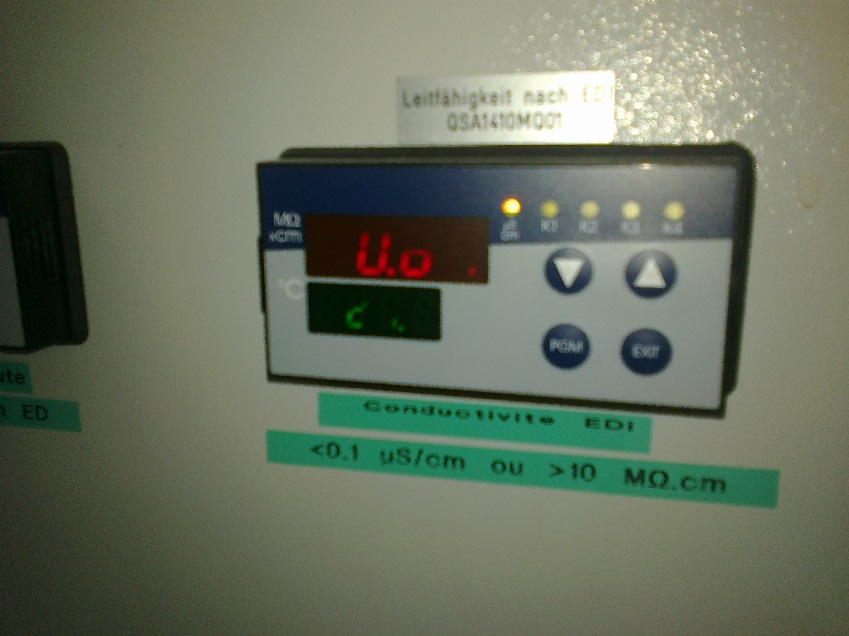 Leitfähigkeit nach EDI
QSA1410MQ01
MΩ
×cm
µS
cm
K1
K2
K3
K4
°C
PGM
EXIT
ute
ED
Conductivite EDI
<0.1 µS/cm ou >10 MΩ.cm